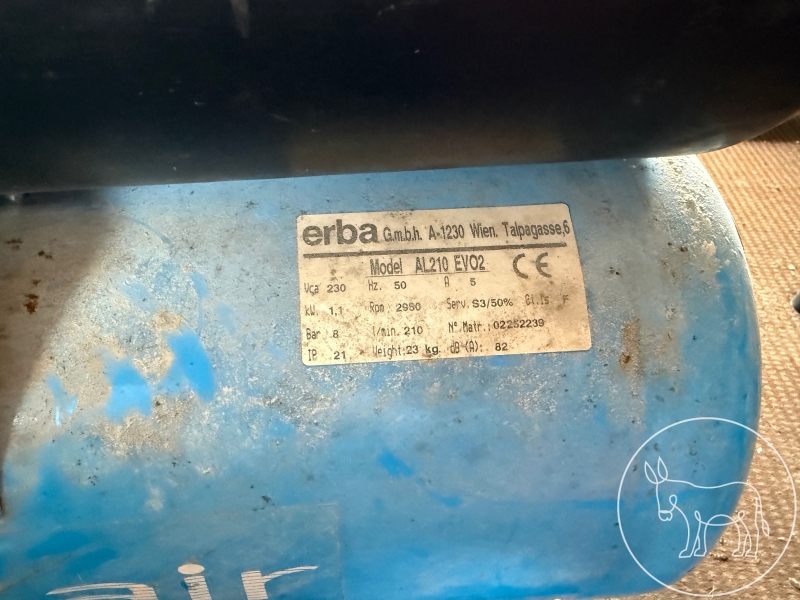 erba G.m.b.h. A-1230 Wien. Talpagasse,6
Model AL210 EVO2 CE
Vca 230 Hz. 50 A 5
kW. 1,1 Rpm 2950 Serv. S3/50% Cl.Is F
Bar 8 l/min. 210 N° Matr.: 02252239
IP 21 Weight:23 kg. dB (A): 82
air